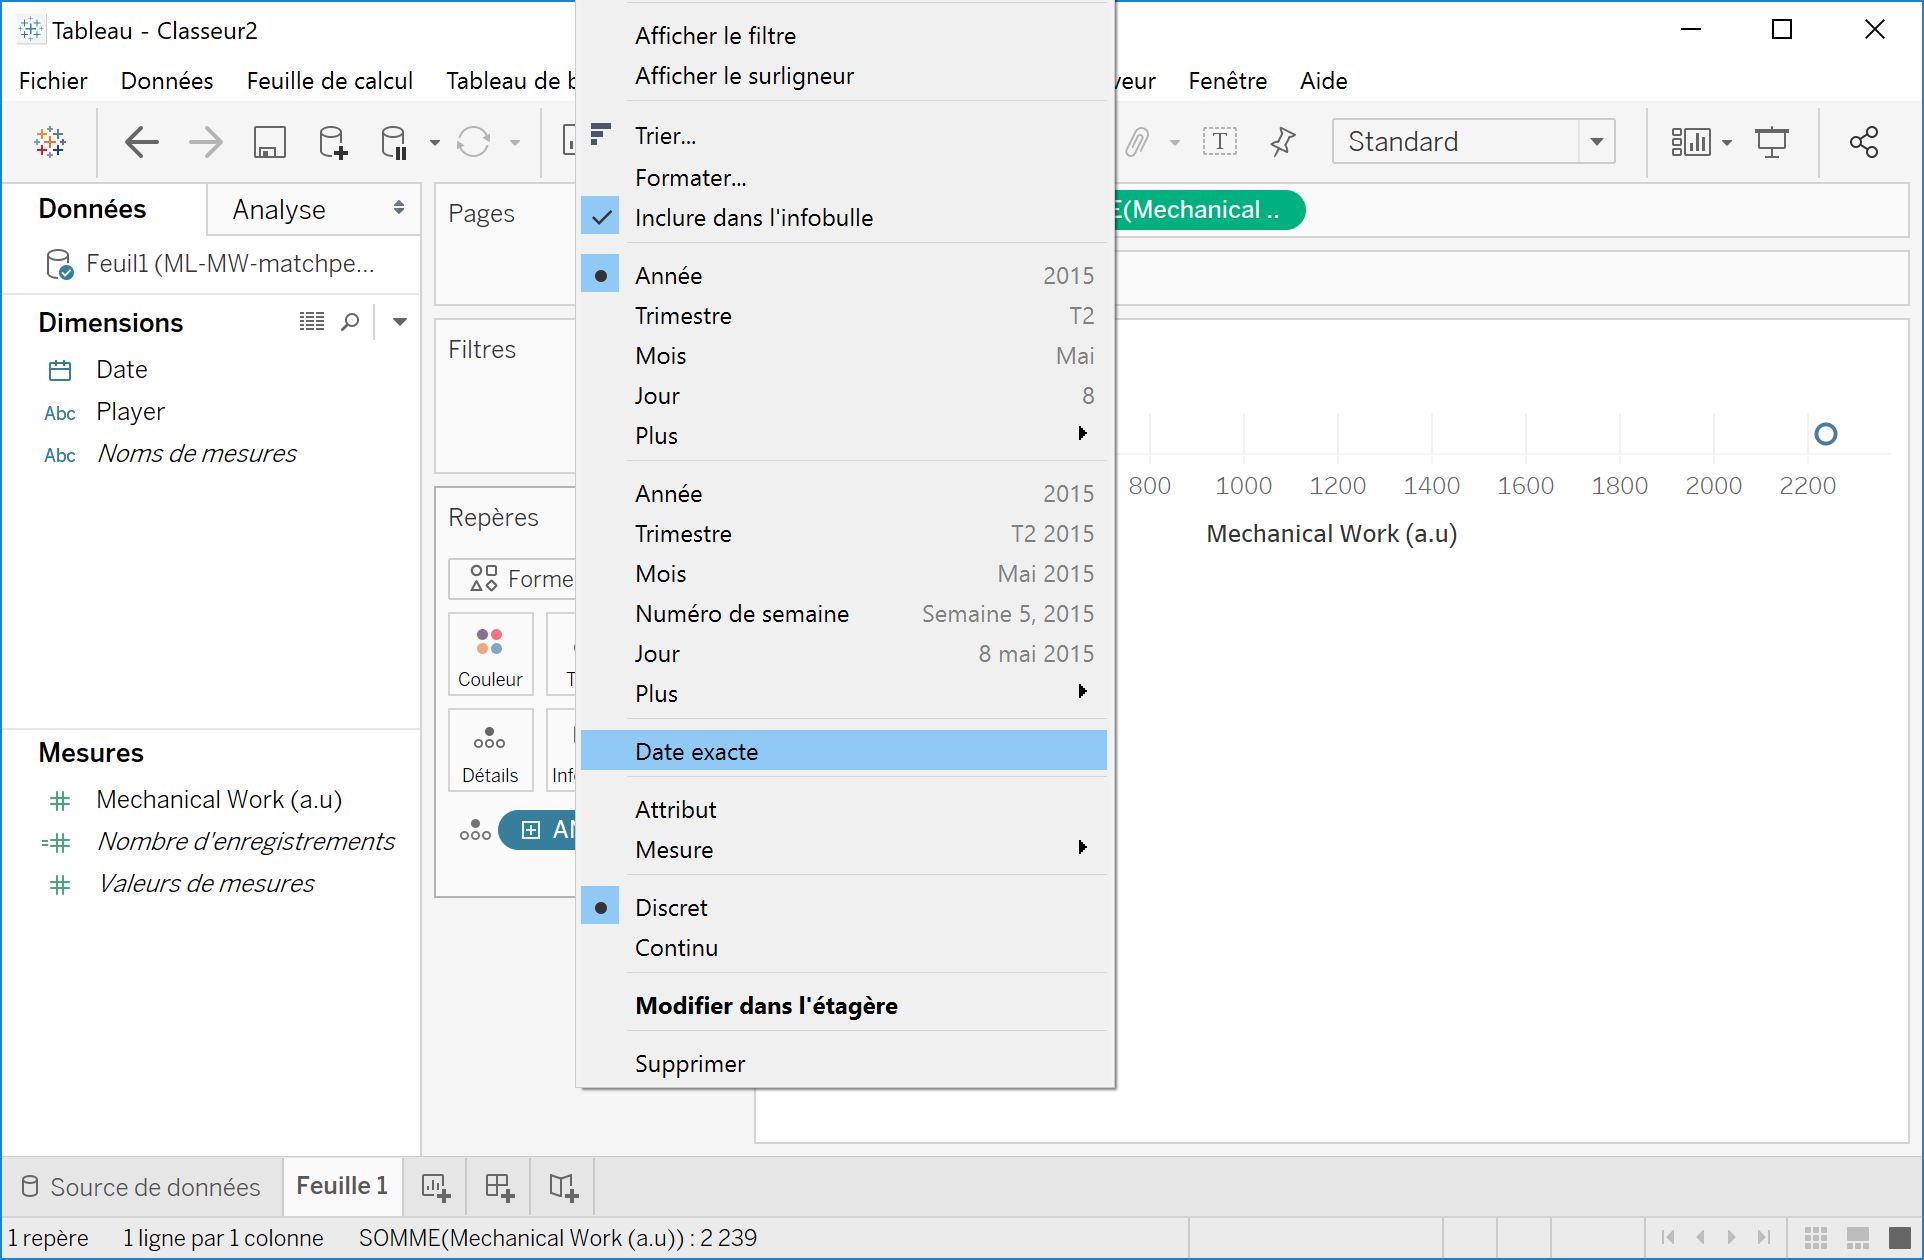 Tableau - Classeur2
Fichier Données Feuille de calcul Tableau de b
Fenêtre Aide
Standard
Données Analyse
Feuil1 (ML-MW-matchpe...
Dimensions
Date
Abc Player
Abc Noms de mesures
Mesures
Mechanical Work (a.u)
Nombre d'enregistrements
Valeurs de mesures
Pages
Filtres
Repères
Forme
Couleur T
Détails Inf
AN
Afficher le filtre
Afficher le surligneur
Trier...
Formater...
Inclure dans l'infobulle
Année 2015
Trimestre T2
Mois Mai
Jour 8
Plus
Année 2015
Trimestre T2 2015
Mois Mai 2015
Numéro de semaine Semaine 5, 2015
Jour 8 mai 2015
Plus
Date exacte
Attribut
Mesure
Discret
Continu
Modifier dans l'étagère
Supprimer
(Mechanical ..
800 1000 1200 1400 1600 1800 2000 2200
Mechanical Work (a.u)
Source de données Feuille 1
1 repère 1 ligne par 1 colonne SOMME(Mechanical Work (a.u)) : 2 239